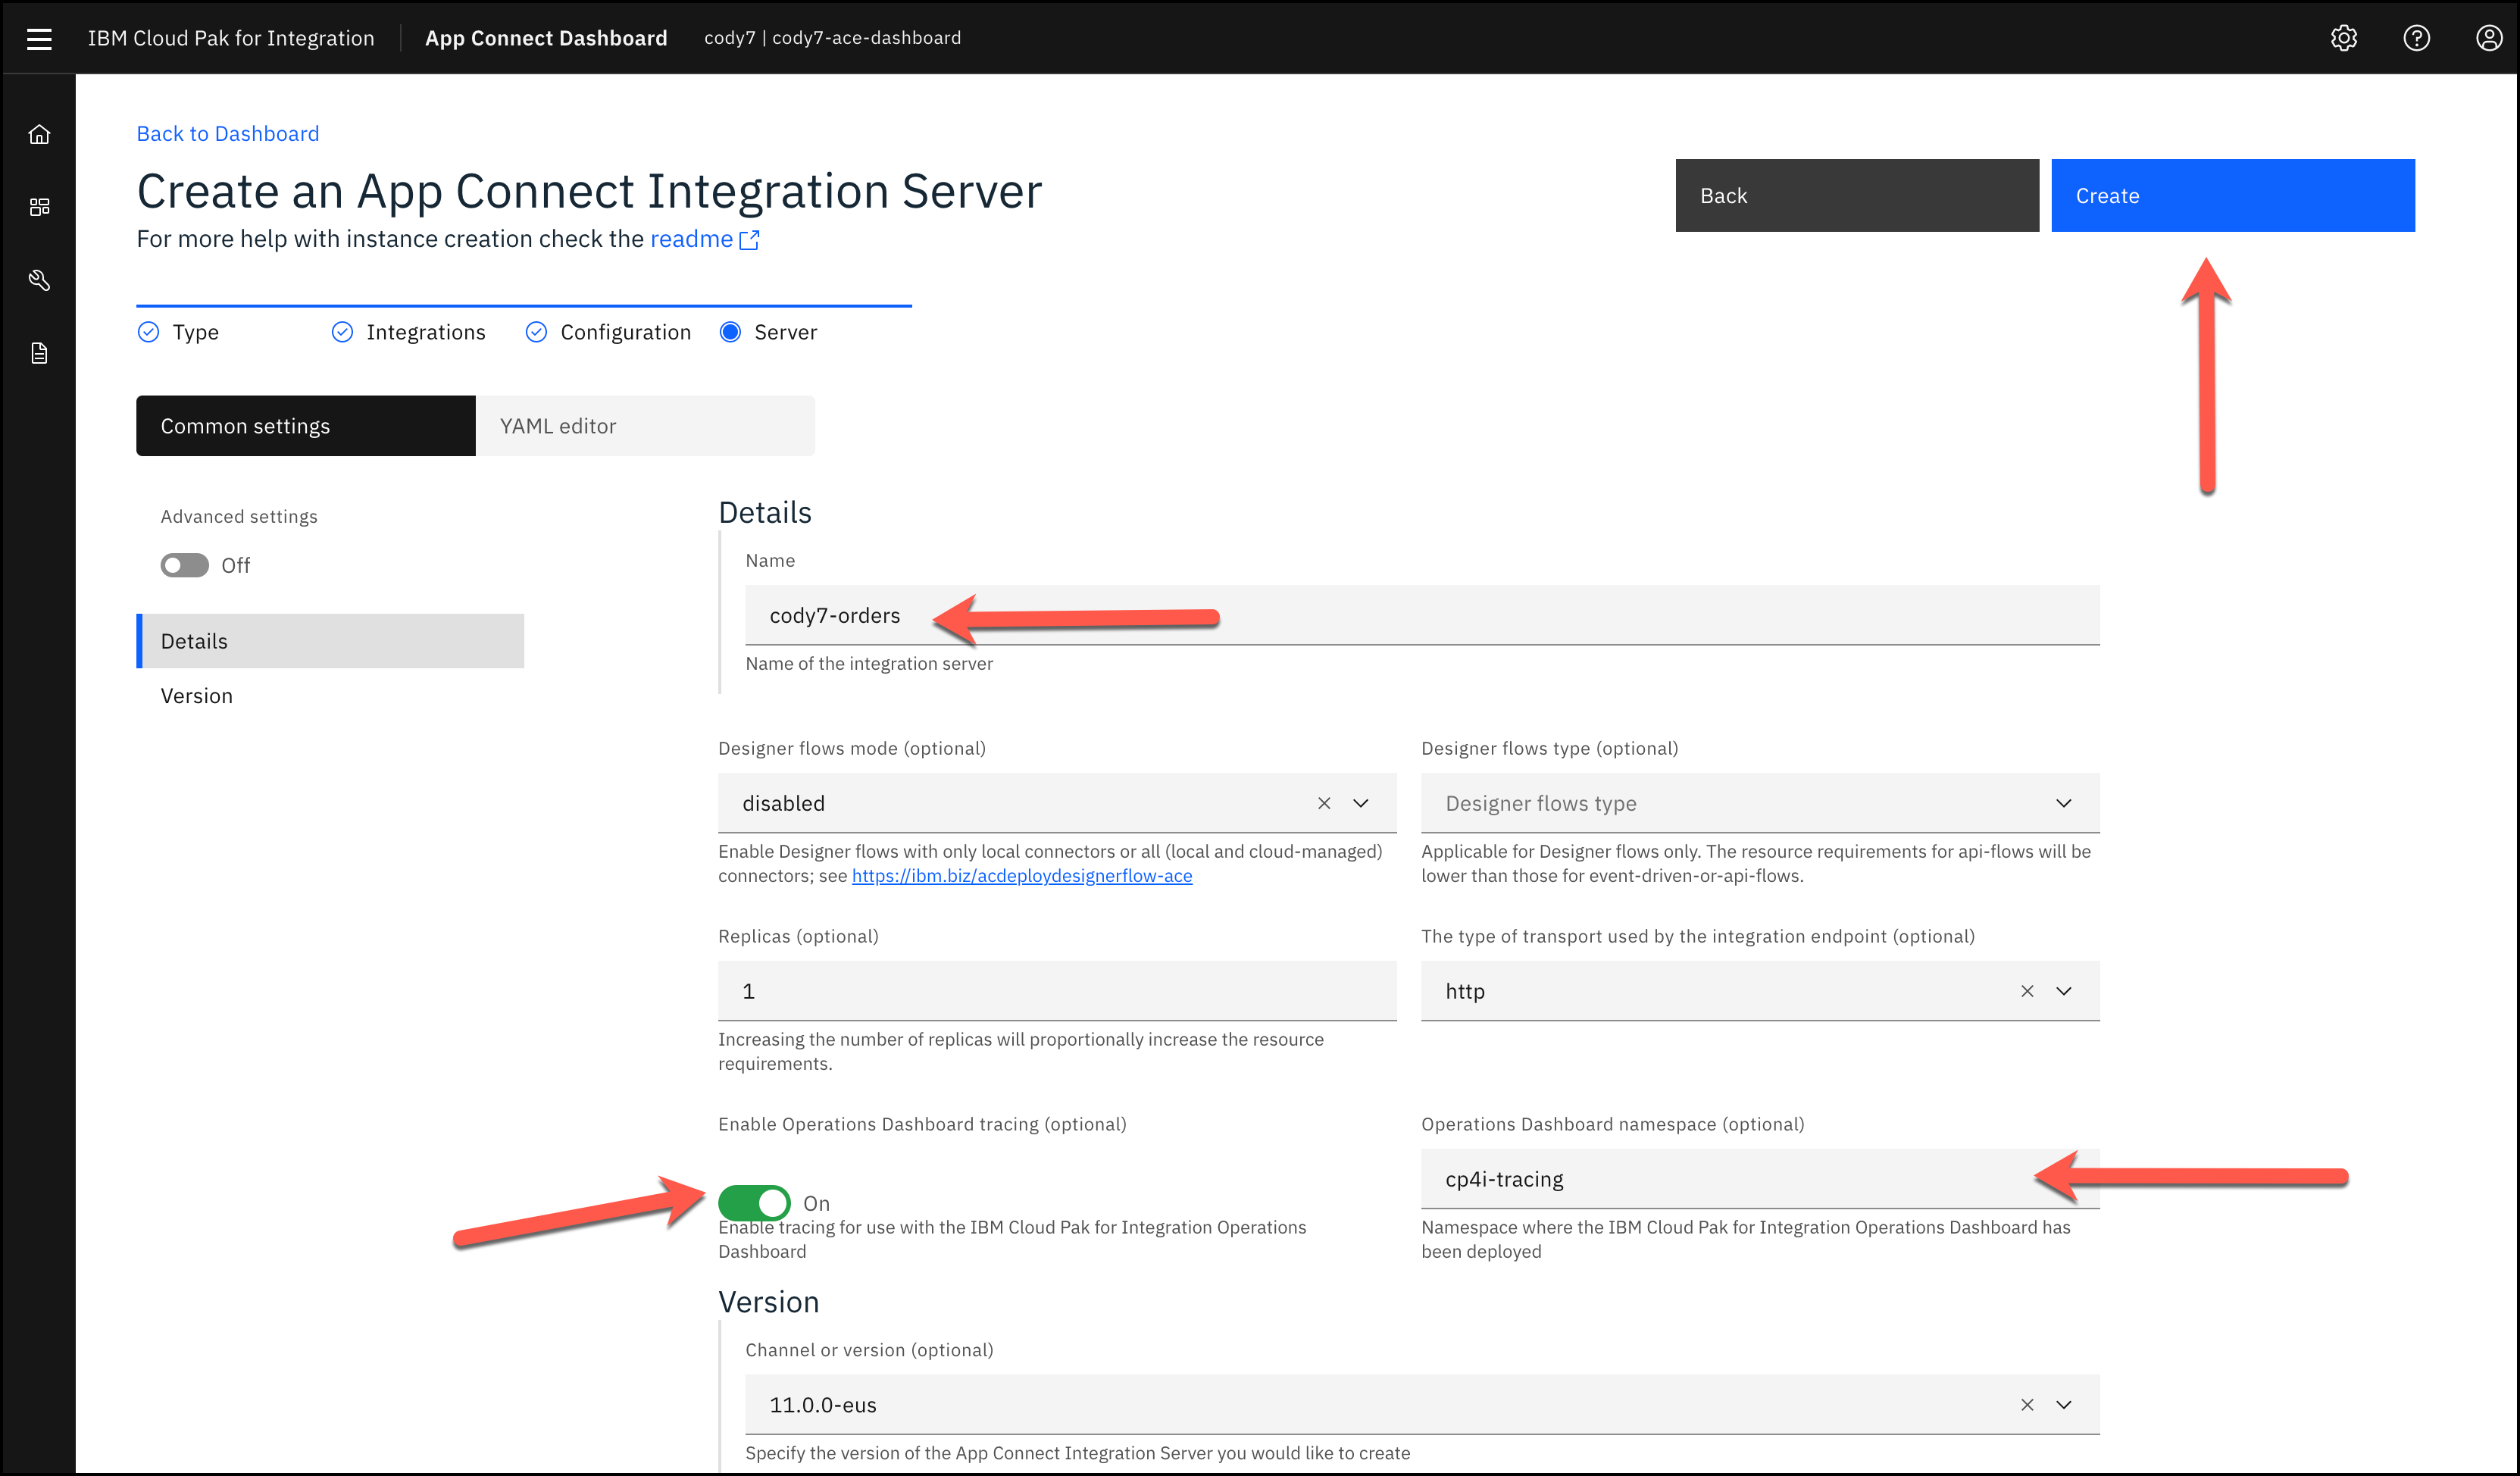 IBM Cloud Pak for Integration App Connect Dashboard cody7 | cody7-ace-dashboard
Back to Dashboard
Create an App Connect Integration Server
For more help with instance creation check the readme
Back
Create
Type Integrations Configuration Server
Common settings
YAML editor
Advanced settings
Off
Details
Version
Details
Name
cody7-orders
Name of the integration server
Designer flows mode (optional)
disabled
Enable Designer flows with only local connectors or all (local and cloud-managed)
connectors; see https://ibm.biz/acdeploydesignerflow-ace
Designer flows type (optional)
Designer flows type
Applicable for Designer flows only. The resource requirements for api-flows will be
lower than those for event-driven-or-api-flows.
Replicas (optional)
1
Increasing the number of replicas will proportionally increase the resource
requirements.
The type of transport used by the integration endpoint (optional)
http
Enable Operations Dashboard tracing (optional)
On
Enable tracing for use with the IBM Cloud Pak for Integration Operations
Dashboard
Operations Dashboard namespace (optional)
cp4i-tracing
Namespace where the IBM Cloud Pak for Integration Operations Dashboard has
been deployed
Version
Channel or version (optional)
11.0.0-eus
Specify the version of the App Connect Integration Server you would like to create